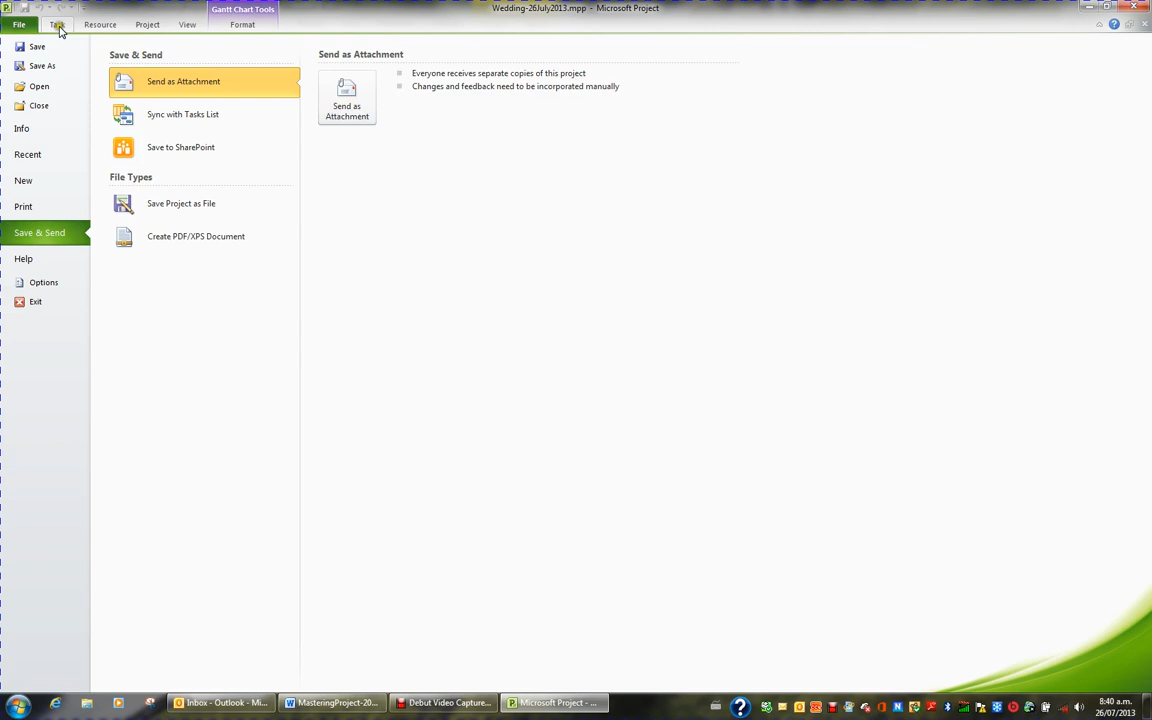 Wedding-26July2013.mpp - Microsoft Project
Gantt Chart Tools
File Task Resource Project View Format
Save
Save As
Open
Close
Info
Recent
New
Print
Save & Send
Help
Options
Exit
Save & Send
Send as Attachment
Sync with Tasks List
Save to SharePoint
File Types
Save Project as File
Create PDF/XPS Document
Send as Attachment
Send as
Attachment
Everyone receives separate copies of this project
Changes and feedback need to be incorporated manually
Inbox - Outlook - Mi...
MasteringProject-20...
Debut Video Capture...
Microsoft Project - ...
8:40 a.m.
26/07/2013